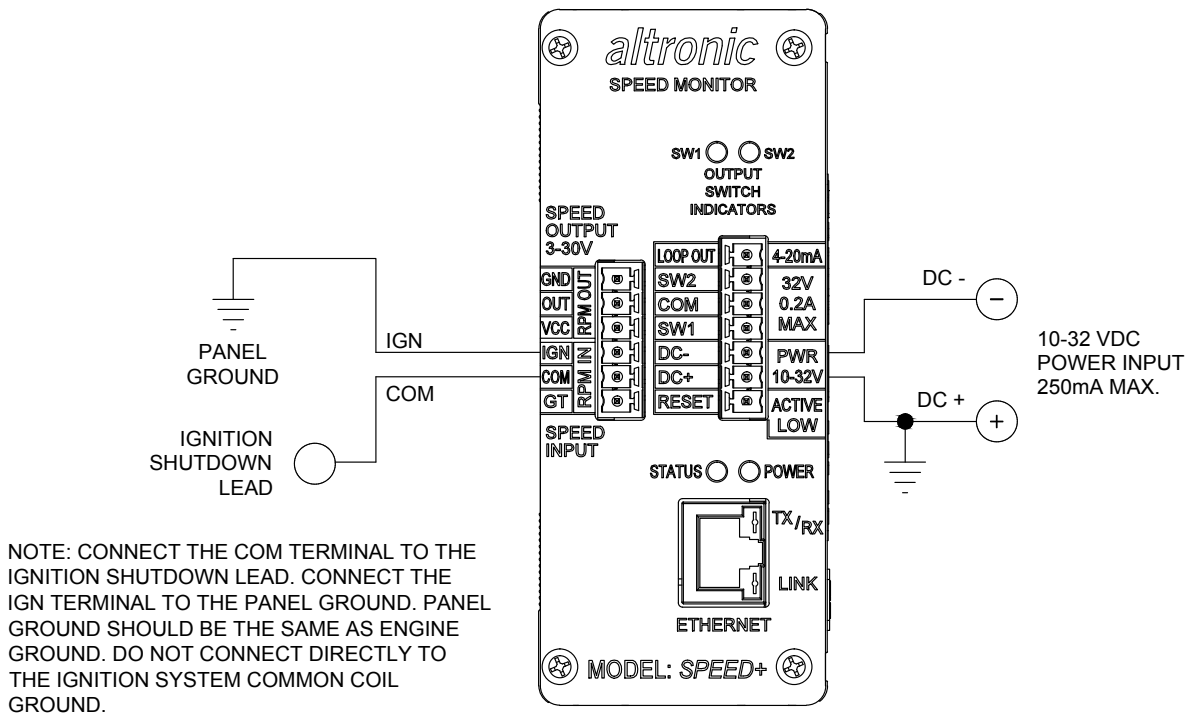 altronic
SPEED MONITOR
SW1 SW2
OUTPUT
SWITCH
INDICATORS
SPEED
OUTPUT
3-30V
GND
OUT
VCC
RPM OUT
IGN
COM
GT
RPM IN
SPEED
INPUT
LOOP OUT
SW2
COM
SW1
DC-
DC+
RESET
4-20mA
32V
0.2A
MAX
PWR
10-32V
ACTIVE
LOW
STATUS POWER
TX/RX
LINK
ETHERNET
MODEL: SPEED+
PANEL
GROUND
IGN
COM
IGNITION
SHUTDOWN
LEAD
DC -
−
DC +
+
10-32 VDC
POWER INPUT
250mA MAX.
NOTE: CONNECT THE COM TERMINAL TO THE
IGNITION SHUTDOWN LEAD. CONNECT THE
IGN TERMINAL TO THE PANEL GROUND. PANEL
GROUND SHOULD BE THE SAME AS ENGINE
GROUND. DO NOT CONNECT DIRECTLY TO
THE IGNITION SYSTEM COMMON COIL
GROUND.